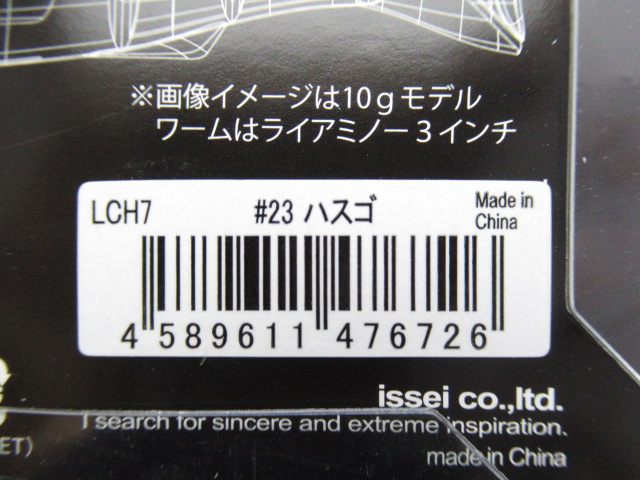 ※画像イメージは10gモデル
ワームはライアミノー3インチ
LCH7 #23 ハスゴ Made in China
4 589611 476726
issei co.,ltd.
I search for sincere and extreme inspiration.
ET)
made in China